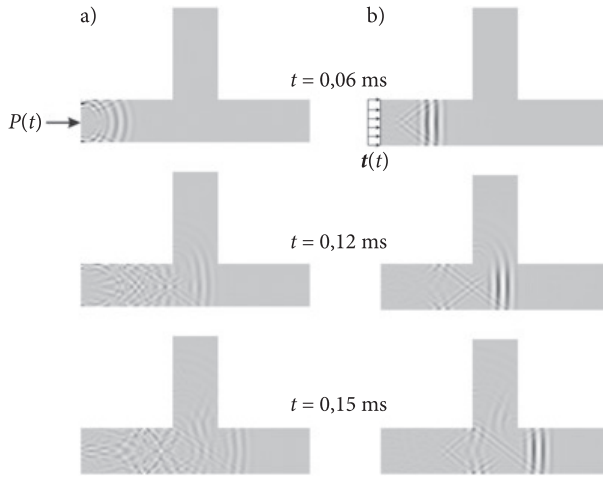 a)
b)
t = 0,06 ms
P(t)
t(t)
t = 0,12 ms
t = 0,15 ms